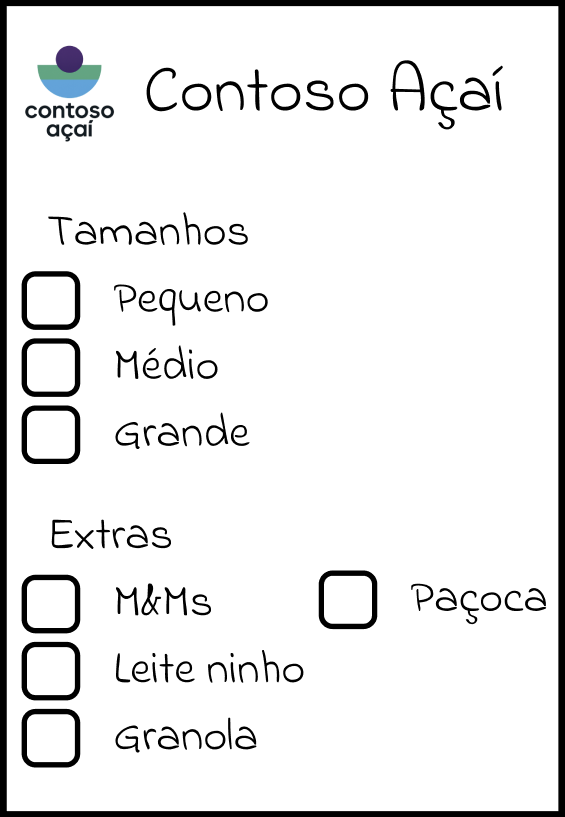 contoso
açaí
Contoso Açaí
Tamanhos
Pequeno
Médio
Grande
Extras
M&Ms
Paçoca
Leite ninho
Granola